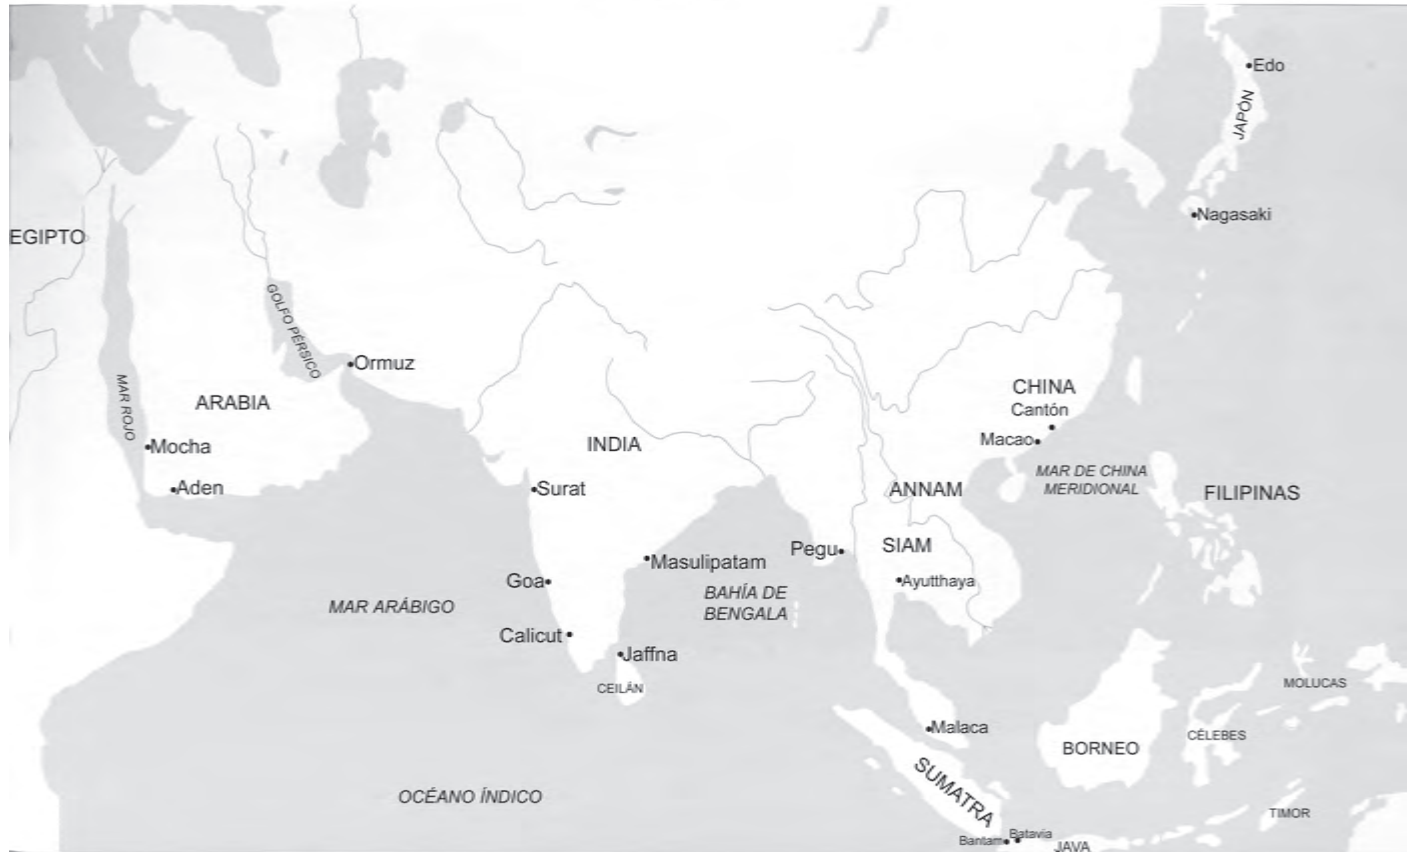 Edo
JAPÓN
Nagasaki
EGIPTO
GOLFO PÉRSICO
Ormuz
MAR ROJO
ARABIA
CHINA
Cantón
Macao
Mocha
INDIA
MAR DE CHINA
MERIDIONAL
Aden
Surat
ANNAM
FILIPINAS
Pegu
SIAM
Masulipatam
Ayutthaya
Goa
BAHÍA DE
BENGALA
MAR ARÁBIGO
Calicut
Jaffna
CEILÁN
MOLUCAS
Malaca
BORNEO
CÉLEBES
SUMATRA
OCÉANO ÍNDICO
TIMOR
Bantam
Batavia
JAVA